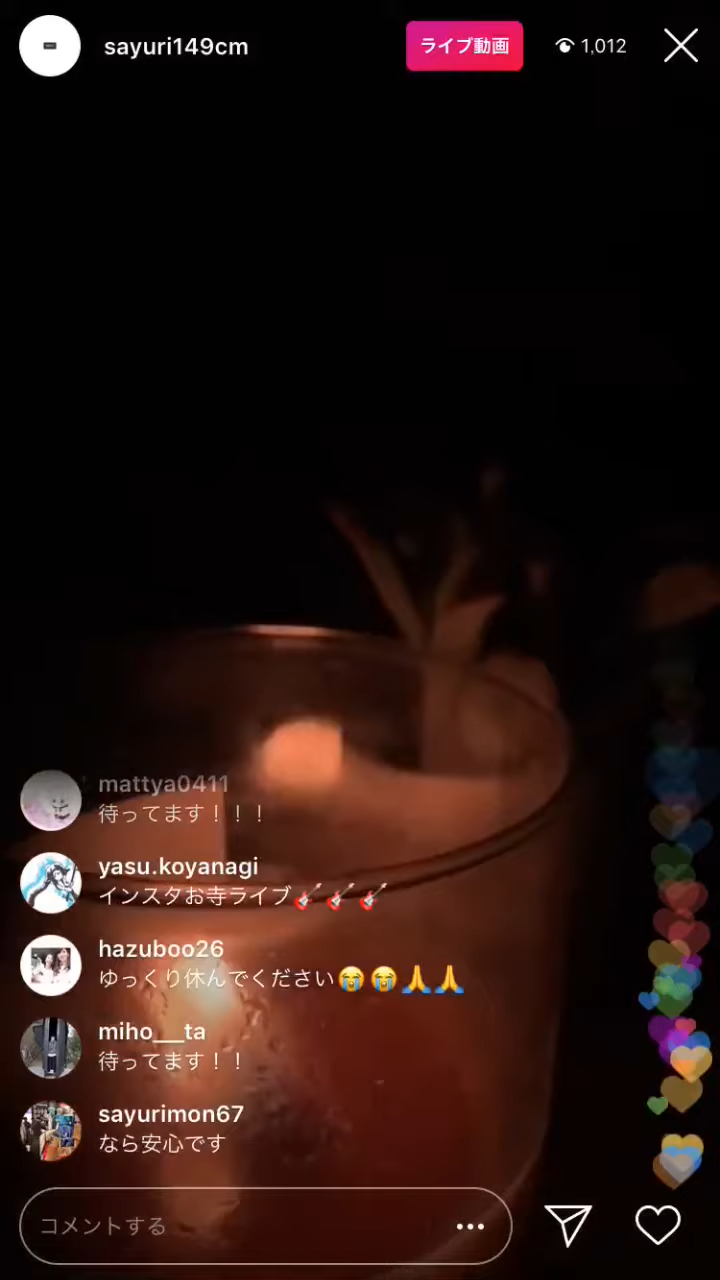 sayuri149cm
ライブ動画
1,012
mattya0411
待ってます！！！
yasu.koyanagi
インスタお寺ライブ🎸🎸🎸
hazuboo26
ゆっくり休んでください😭😭🙏🙏
miho___ta
待ってます！！
sayurimon67
なら安心です
コメントする